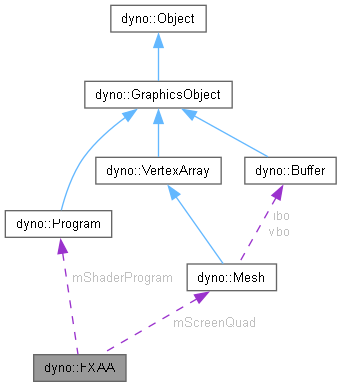 dyno::Object
dyno::GraphicsObject
dyno::VertexArray
dyno::Buffer
dyno::Program
ibo
vbo
mShaderProgram
dyno::Mesh
mScreenQuad
dyno::FXAA